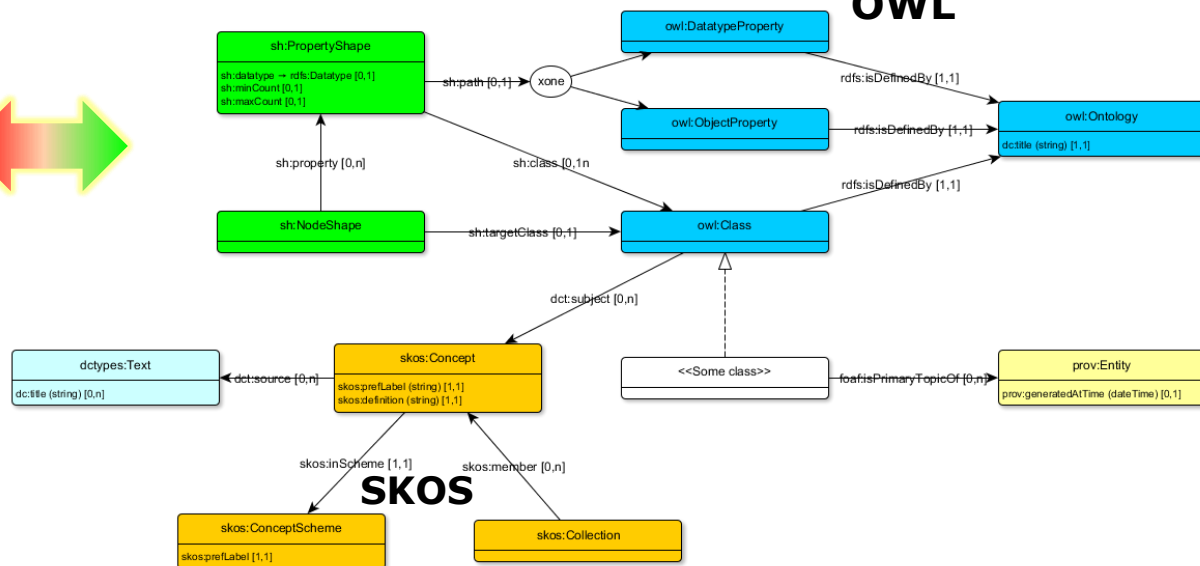 OWL
sh:PropertyShape
sh:datatype → rdfs:Datatype [0,1]
sh:minCount [0,1]
sh:maxCount [0,1]
sh:path [0,1]
xone
owl:DatatypeProperty
rdfs:isDefinedBy [1,1]
owl:ObjectProperty
rdfs:isDefinedBy [1,1]
owl:Ontology
dc:title (string) [1,1]
sh:property [0,n]
sh:class [0,1n
rdfs:isDefinedBy [1,1]
sh:NodeShape
sh:targetClass [0,1]
owl:Class
dct:subject [0,n]
dctypes:Text
dc:title (string) [0,n]
dct:source [0,n]
skos:Concept
skos:prefLabel (string) [1,1]
skos:definition (string) [1,1]
<<Some class>>
foaf:isPrimaryTopicOf [0,n]
prov:Entity
prov:generatedAtTime (dateTime) [0,1]
skos:inScheme [1,1]
skos:member [0,n]
SKOS
skos:ConceptScheme
skos:prefLabel [1,1]
skos:Collection